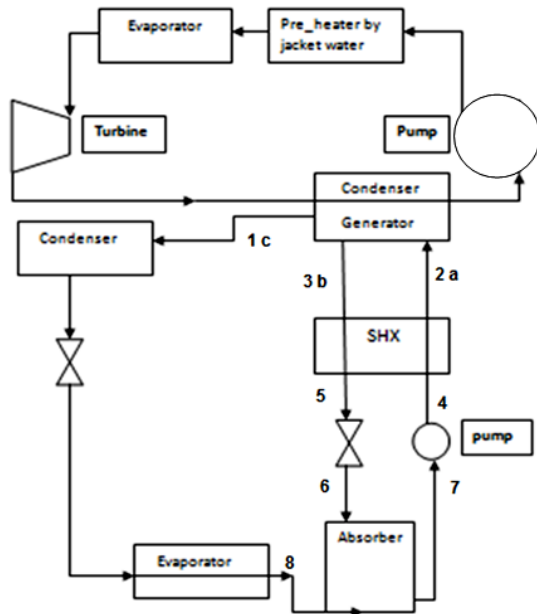 Evaporator
Pre_heater by
jacket water
Turbine
Pump
Condenser
Generator
Condenser
1 c
3 b
2 a
SHX
5
4
pump
6
7
Absorber
Evaporator
8